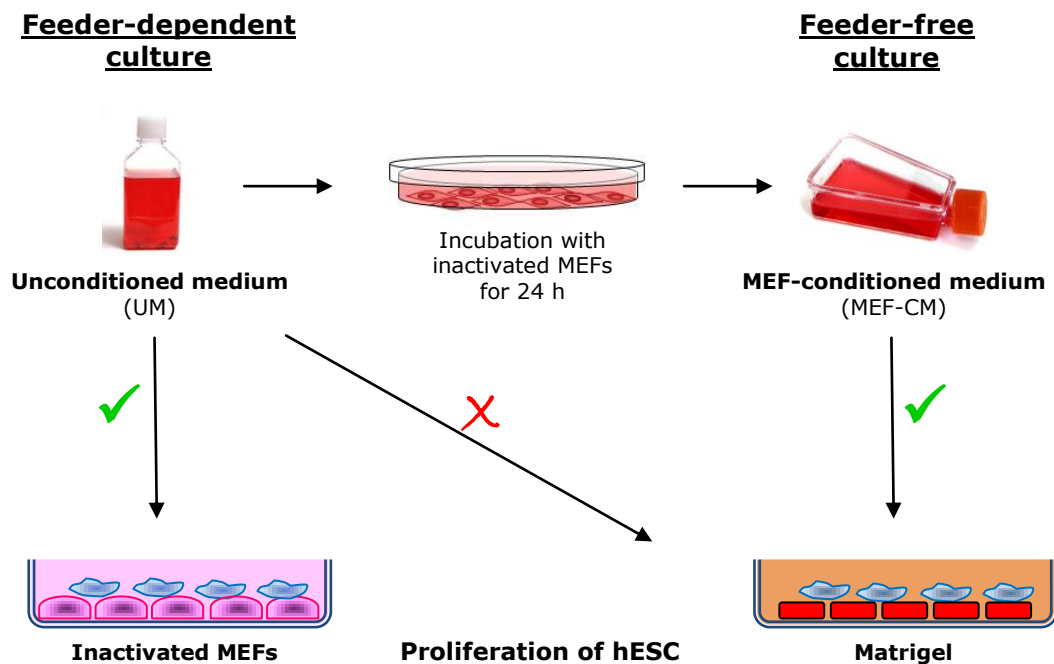 Feeder-dependent
culture
Feeder-free
culture
Incubation with
inactivated MEFs
for 24 h
Unconditioned medium
(UM)
MEF-conditioned medium
(MEF-CM)
Inactivated MEFs
Proliferation of hESC
Matrigel